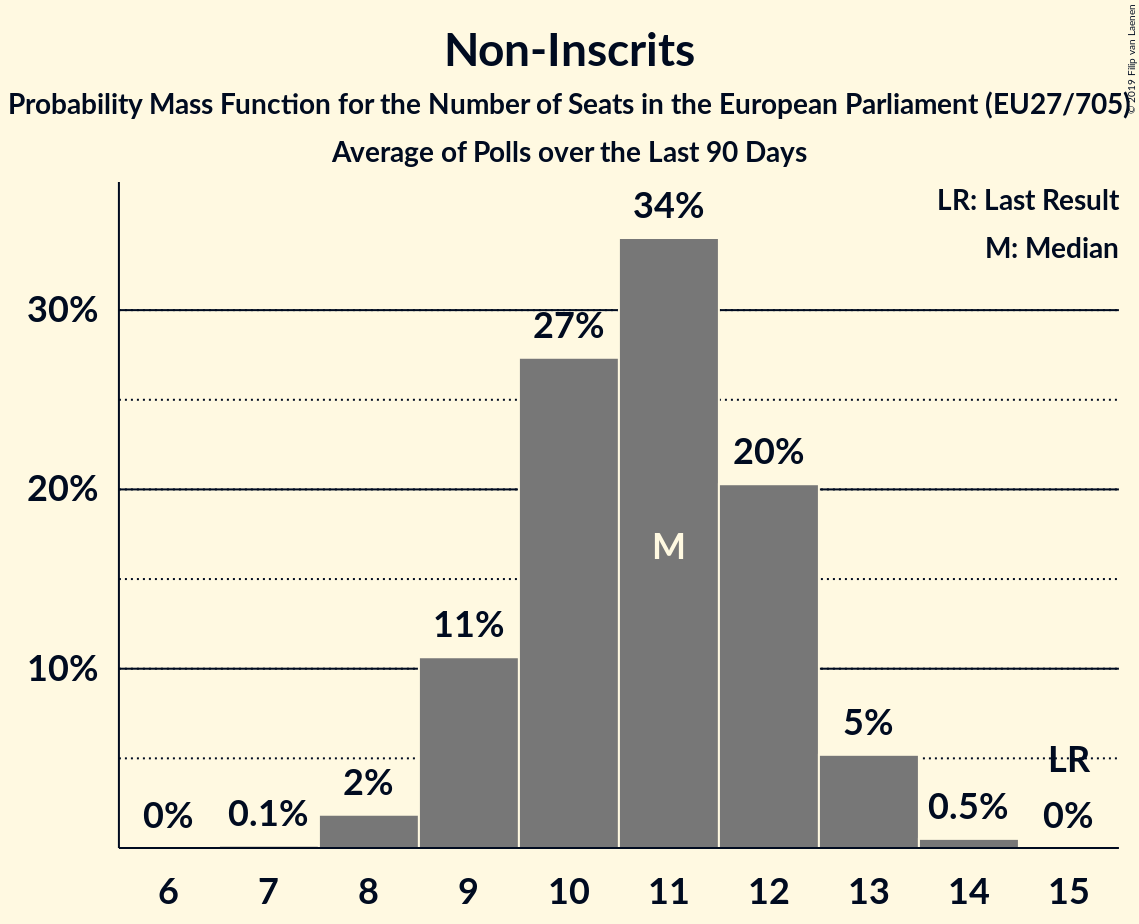 Non-Inscrits
Probability Mass Function for the Number of Seats in the European Parliament (EU27/705)
Average of Polls over the Last 90 Days
© 2019 Filip van Laenen
LR: Last Result
M: Median
34%
30%
27%
20%
20%
M
11%
10%
5%
LR
2%
0%
0.1%
0.5%
0%
6 7 8 9 10 11 12 13 14 15